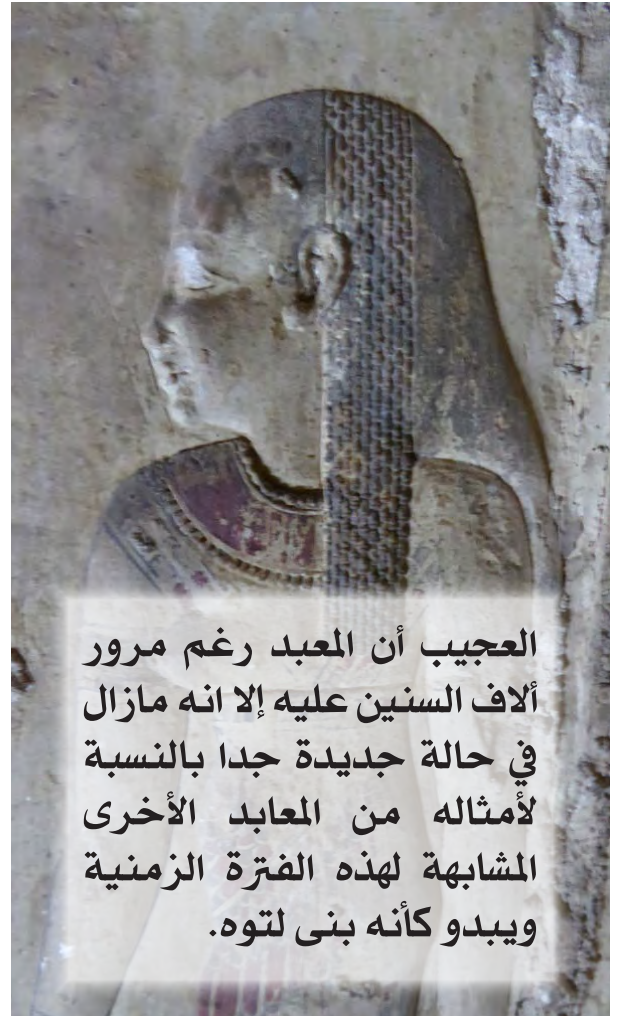 العجيب أن المعبد رغم مرور
ألاف السنين عليه إلا انه مازال
في حالة جديدة جدا بالنسبة
لأمثاله من المعابد الأخرى
المشابهة لهذه الفترة الزمنية
ويبدو كأنه بنى لتوه.